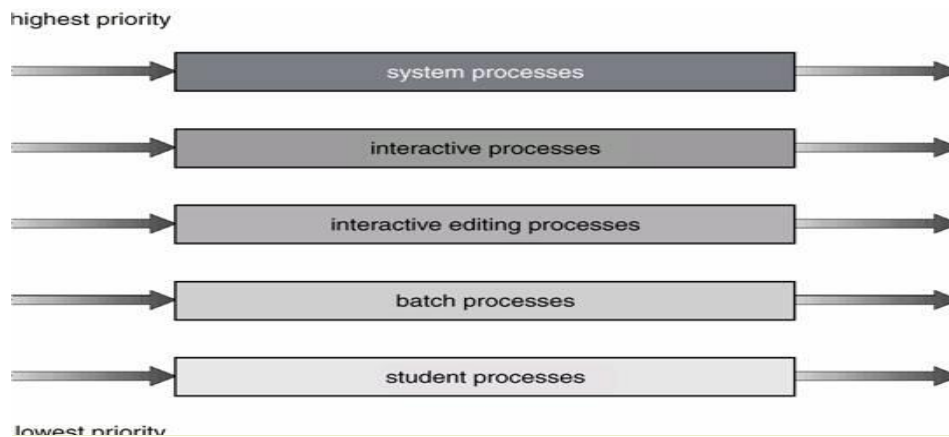 highest priority
system processes
interactive processes
interactive editing processes
batch processes
student processes
lowest priority